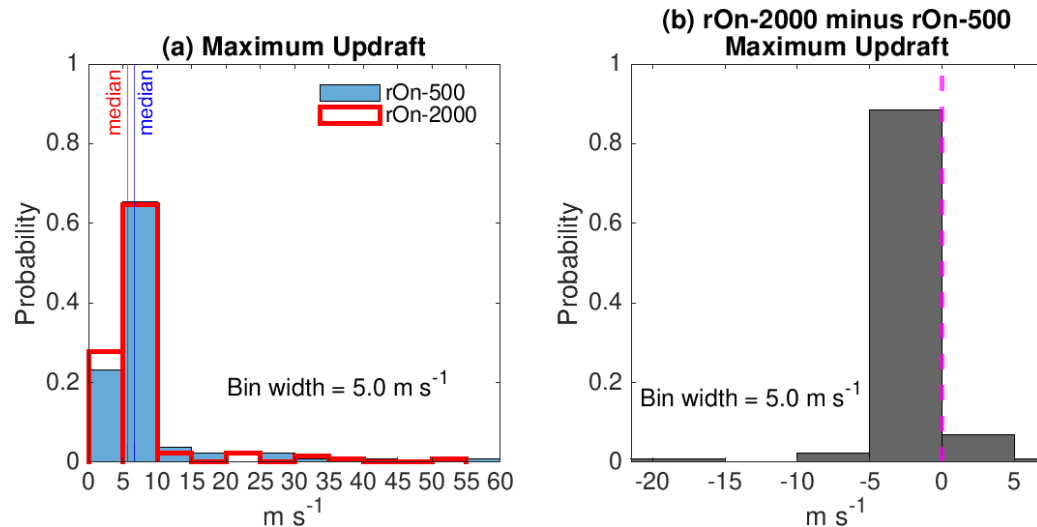 (a) Maximum Updraft
median
median
rOn-500
rOn-2000
Probability
1
0.8
0.6
0.4
0.2
0
Bin width = 5.0 m s⁻¹
0 5 10 15 20 25 30 35 40 45 50 55 60
m s⁻¹
(b) rOn-2000 minus rOn-500
Maximum Updraft
Probability
1
0.8
0.6
0.4
0.2
0
Bin width = 5.0 m s⁻¹
-20 -15 -10 -5 0 5
m s⁻¹